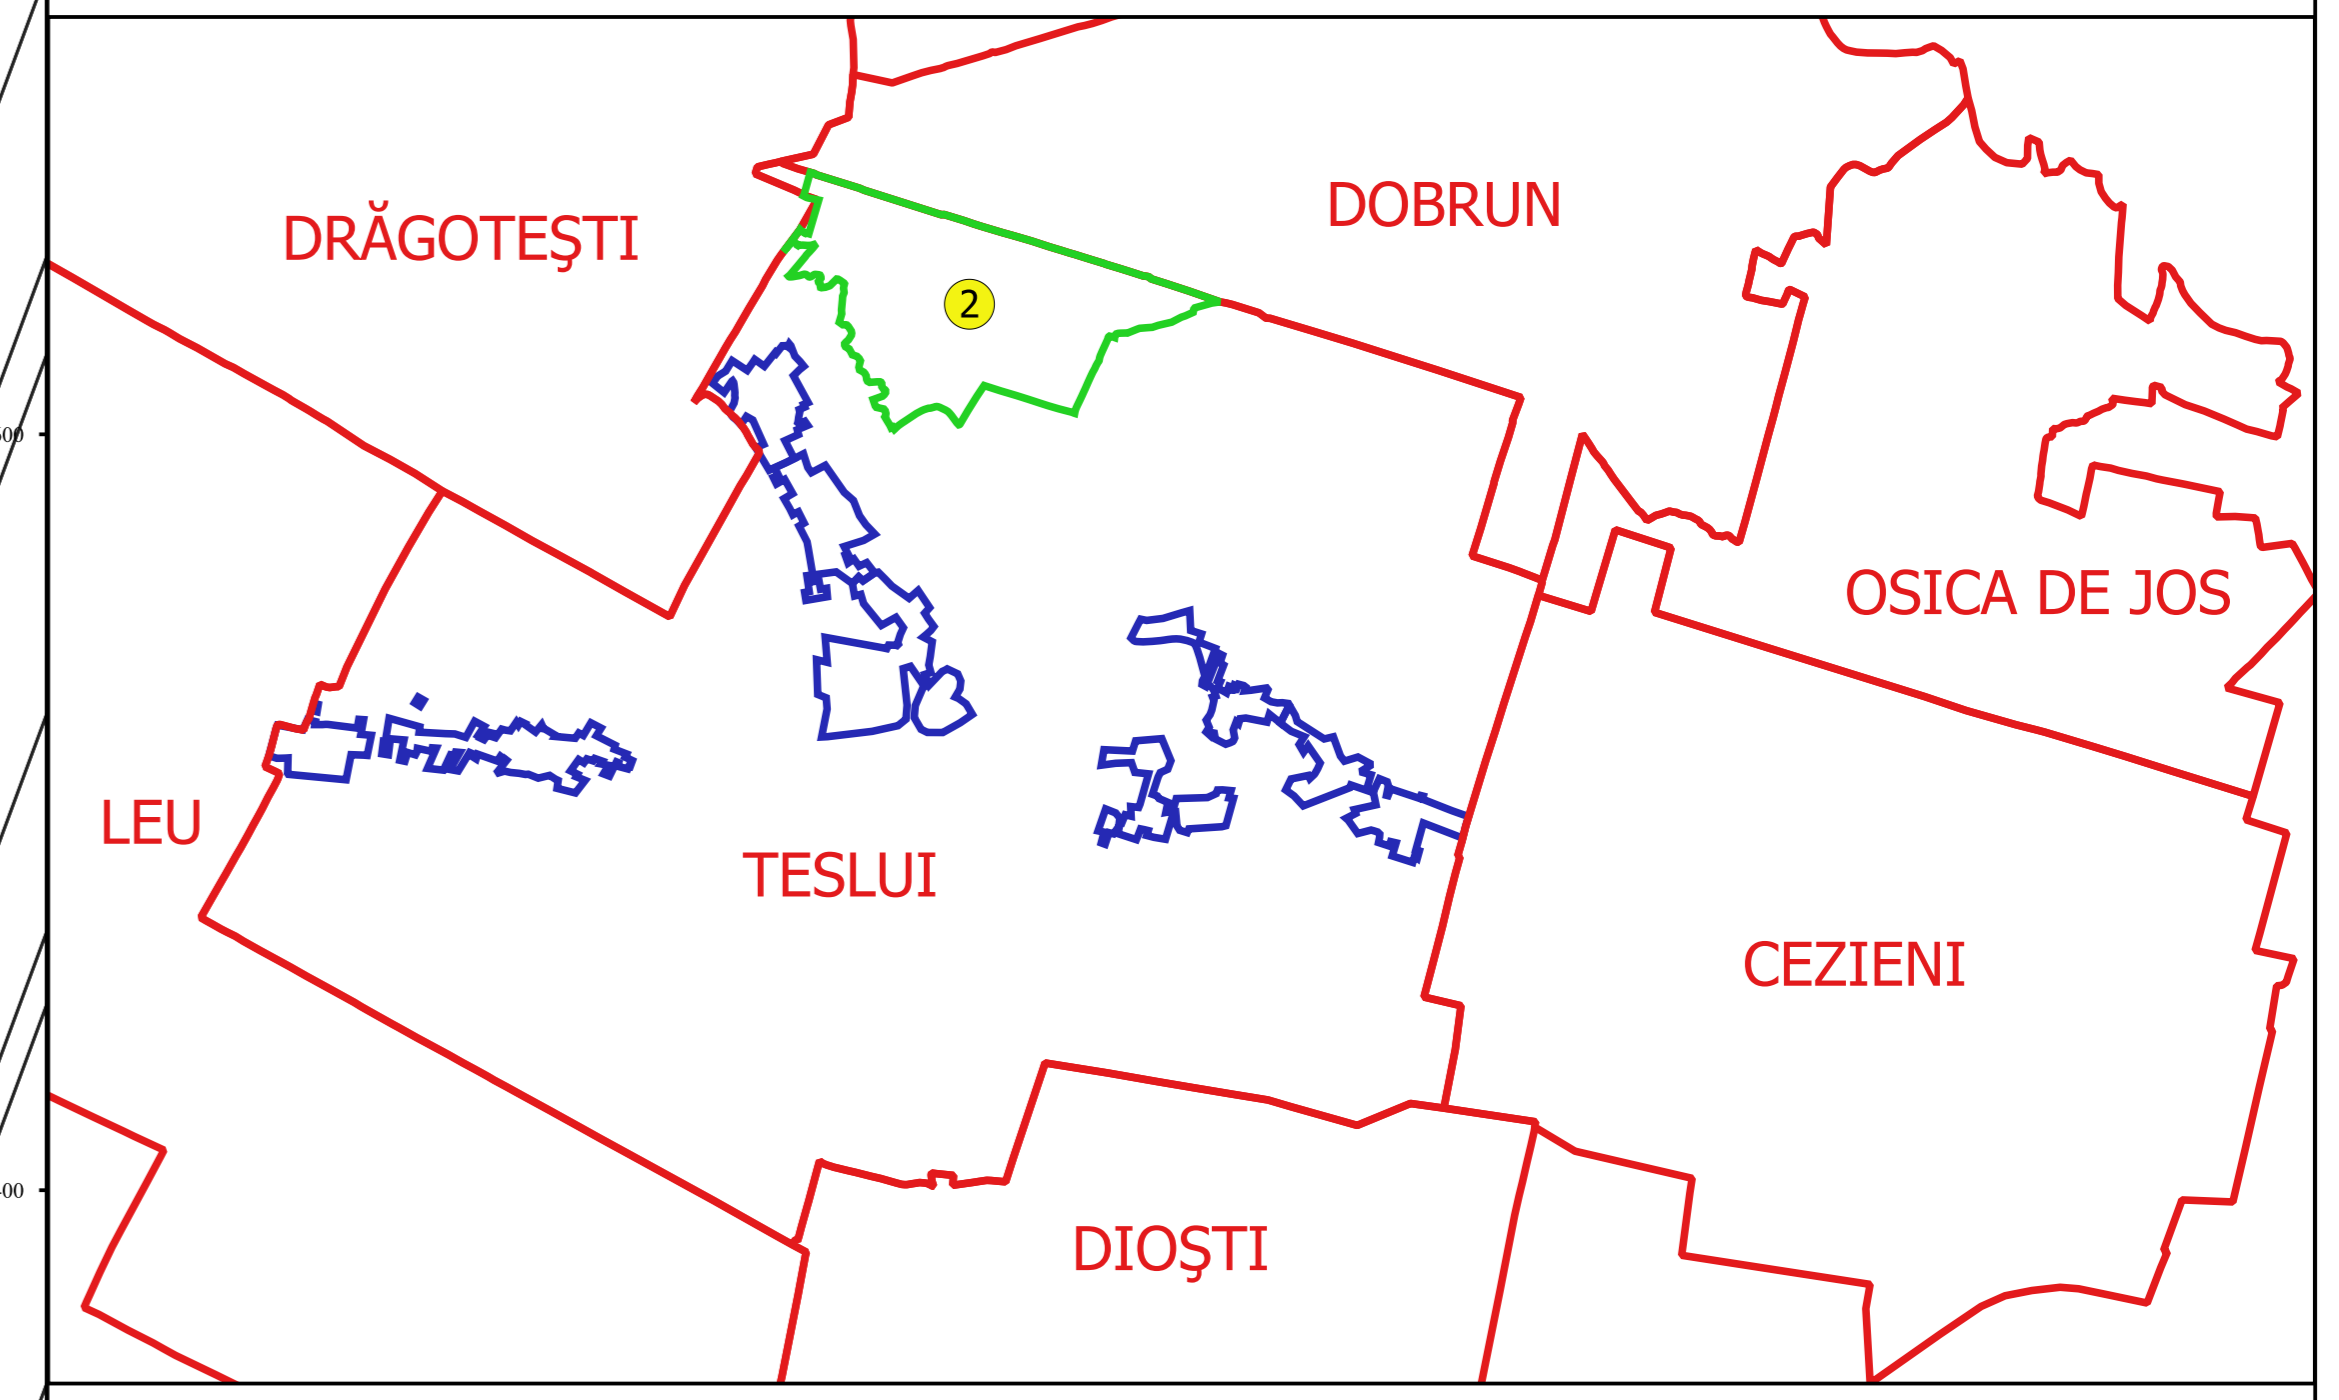 DOBRUN
DRĂGOTEŞTI
2
OSICA DE JOS
LEU
TESLUI
CEZIENI
DIOŞTI